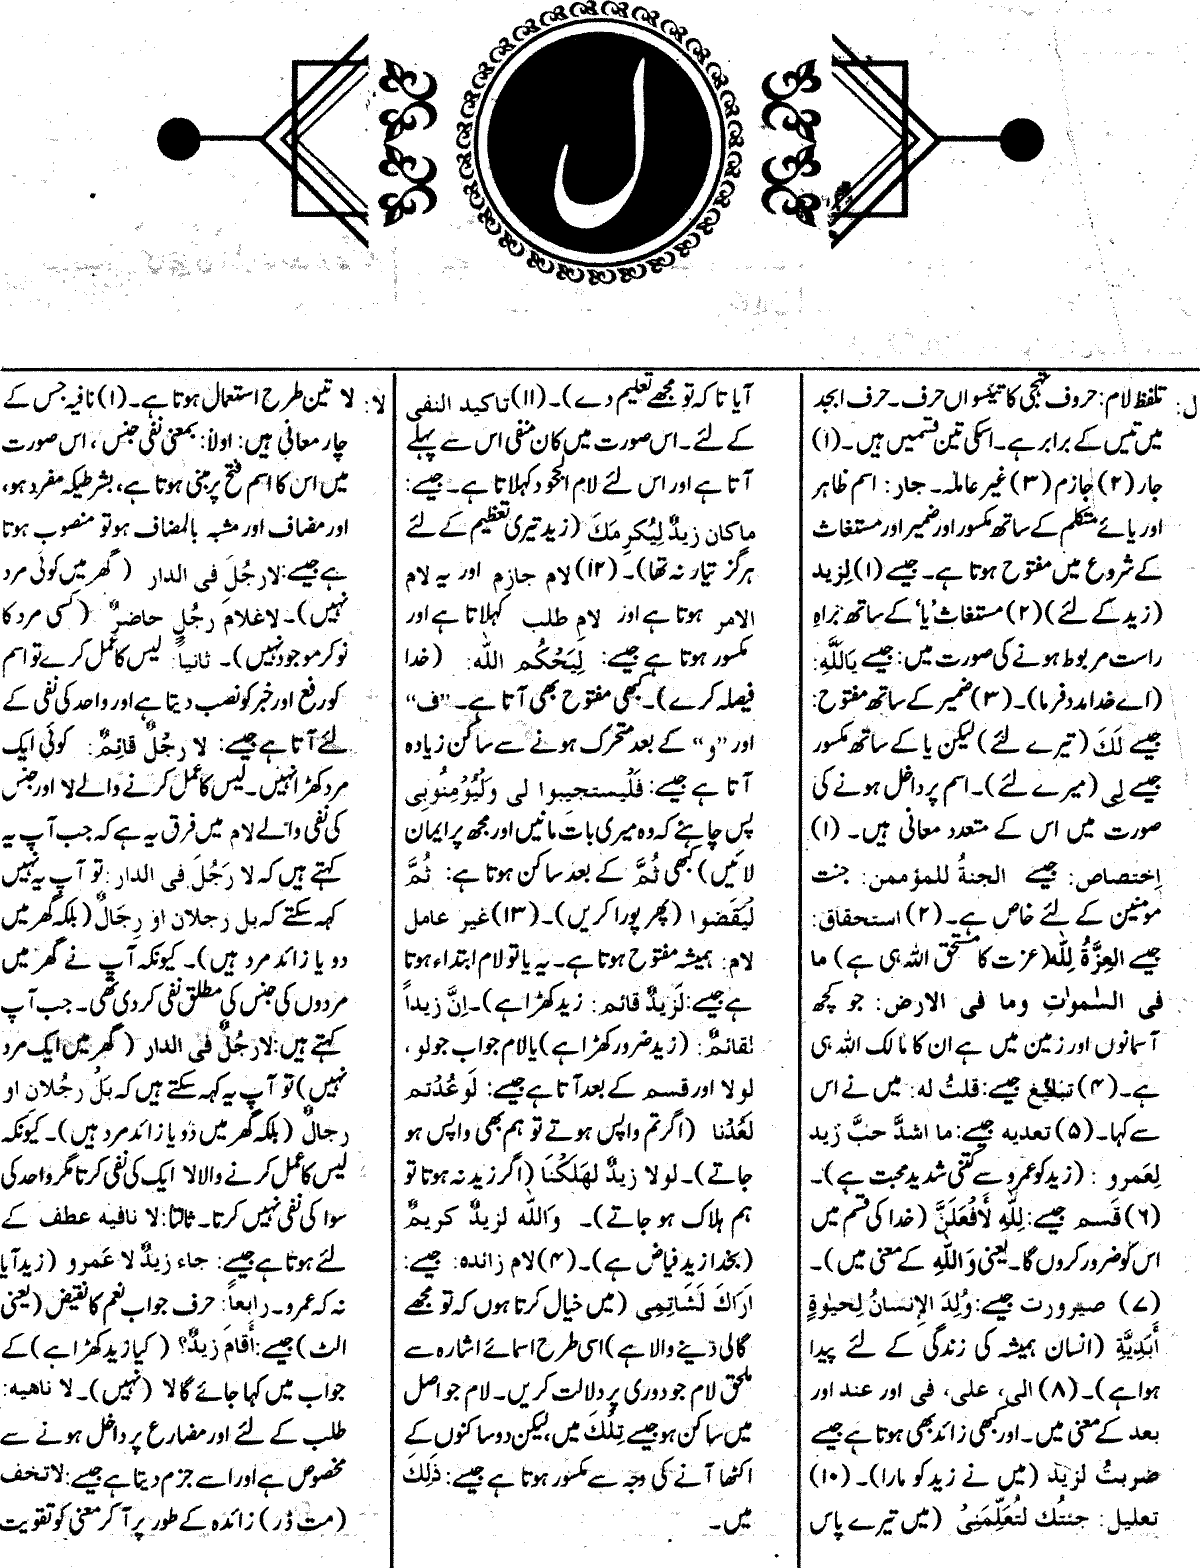 ل
ل: تلفظ لام: حروف تہجی کا تیئسواں حرف۔ حرف ابجد
میں تیس کے برابر ہے۔ اسکی تین قسمیں ہیں۔ (۱)
جار (۲) جازم (۳) غیر عاملہ۔ جار: اسم ظاہر
اور یائے متکلم کے ساتھ مکسور اور ضمیر اور مستغاث
کے شروع میں مفتوح ہوتا ہے۔ جیسے (۱) لِزید
(زید کے لئے) (۲) مستغاث ’یا‘ کے ساتھ براہِ
راست مربوط ہونے کی صورت میں: جیسے یاللّٰہ:
(اے خدا مدد فرما)۔ (۳) ضمیر کے ساتھ مفتوح:
جیسے لَکَ (تیرے لئے) لیکن یا کے ساتھ مکسور
جیسے لِی (میرے لئے)۔ اسم پر داخل ہونے کی
صورت میں اس کے متعدد معانی ہیں۔ (۱)
اِختصاص: جیسے الجنۃُ للمؤممن: جنت
مومنین کے لئے خاص ہے۔ (۲) استحقاق:
جیسے العِزَّۃُ لِلّٰہ (عزت کا مستحق اللہ ہی ہے) ما
فی السّٰمٰوٰتِ وما فی الارض: جو کچھ
آسمانوں اور زمین میں ہے ان کا مالک اللہ ہی
ہے۔ (۴) تبلاغ جیسے: قلتُ لہ: میں نے اس
سے کہا۔ (۵) تعدیہ جیسے: ما اشدَّ حبَّ زید
لِعَمرو : (زید کو عمرو سے کتنی شدید محبت ہے)۔
(۶) قَسم جیسے: لِلّٰہِ لَأفعَلَنَّ (خدا کی قسم میں
اس کو ضرور کروں گا۔ یعنی وَاللّٰہِ کے معنی میں)۔
(۷) صیرورت جیسے: وُلِدَ الإنسانُ لِحیٰوۃٍ
أبَدِیَّۃِ (انسان ہمیشہ کی زندگی کے لئے پیدا
ہوا ہے)۔ (۸) الی، علی، فی اور عند اور
بعد کے معنی میں۔ اور کبھی زائد بھی ہوتا ہے جیسے
ضربتُ لزید (میں نے زید کو مارا)۔ (۱۰)
تعلیل: جئتک لتُعَلِّمَنِیْ (میں تیرے پاس
آیا تاکہ تو مجھے تعلیم دے)۔ (۱۱) تاکید النفی
کے لئے۔ اس صورت میں کان منفی اس سے پہلے
آتا ہے اور اس لئے لام الجحود کہلاتا ہے۔ جیسے:
ماکان زیدٌ لِیُکرِمَکَ (زید تیری تعظیم کے لئے
ہرگز تیار نہ تھا)۔ (۱۲) لام جازم اور یہ لام
الامر ہوتا ہے اور لام طلب کہلاتا ہے اور
مکسور ہوتا ہے جیسے: لِیَحْکُم اللّٰہ: (خدا
فیصلہ کرے)۔ کبھی مفتوح بھی آتا ہے۔ ”ف“
اور ”و“ کے بعد متحرک ہونے سے ساکن زیادہ
آتا ہے جیسے: فَلْیستجیبوا لی وَلْیُؤمِنُوبی
پس چاہئے کہ وہ میری بات مانیں اور مجھ پر ایمان
لائیں) کبھی ثُمَّ کے بعد ساکن ہوتا ہے: ثُمَّ
لْیَقضوا (پھر پورا کریں)۔ (۱۳) غیر عامل
لام: ہمیشہ مفتوح ہوتا ہے۔ یہ یا تو لام ابتداء ہوتا
ہے جیسے: لَزیدٌ قائم: زید کھڑا ہے)۔ اِنَّ زیداً
لقائمٌ: (زید ضرور کھڑا ہے) یا لام جواب جو لو،
لولا اور قسم کے بعد آتا ہے جیسے: لَوعُدتم
لَعُدْنا (اگر تم واپس ہوتے تو ہم بھی واپس ہو
جاتے)۔ لولا زیدٌ لھَلَکْنَا (اگر زید نہ ہوتا تو
ہم ہلاک ہو جاتے)۔ وَاللّٰہ لزیدٌ کریمٌ
(بخدا زید فیاض ہے)۔ (۴) لام زائدہ: جیسے:
اراکَ لَشَاتِمِی (میں خیال کرتا ہوں کہ تو مجھے
گالی دینے والا ہے) اسی طرح اسمائے اشارہ سے
ملحق لام جو دوری پر دلالت کریں۔ لام جو اصل
میں ساکن ہو جیسے تِلْکَ میں، لیکن دو ساکنوں کے
اکٹھا آنے کی وجہ سے مکسور ہوتا ہے جیسے: ذٰلِکَ
میں۔
لا: لا تین طرح استعمال ہوتا ہے۔ (۱) نافیہ جس کے
چار معانی ہیں: اولاً: بمعنی نفی جنس، اس صورت
میں اس کا اسم فتح پر مبنی ہوتا ہے، بشرطیکہ مفرد ہو،
اور مضاف اور مشبہ بالمضاف ہو تو منصوب ہوتا
ہے جیسے: لارجُلَ فی الدار (گھر میں کوئی مرد
نہیں)۔ لاغلامَ رجُلٍ حاضرٌ (کسی مرد کا
نوکر موجود نہیں)۔ ثانیاً: لیس کا عمل کرے تو اسم
کو رفع اور خبر کو نصب دیتا ہے اور واحد کی نفی کے
لئے آتا ہے جیسے: لا رجُلٌ قائمٌ: کوئی ایک
مرد کھڑا نہیں۔ لیس کا عمل کرنے والے لا اور جنس
کی نفی والے لام میں فرق یہ ہے کہ جب آپ یہ
کہتے ہیں کہ لا رَجُلَ فی الدار: تو آپ یہ نہیں
کہہ سکتے کہ بل رجلان او رِجَالٌ (بلکہ گھر میں
دو یا زائد مرد ہیں)۔ کیونکہ آپ نے گھر میں
مردوں کی جنس کی مطلق نفی کر دی تھی۔ جب آپ
کہتے ہیں: لارجُلٌ فی الدار (گھر میں ایک مرد
نہیں) تو آپ یہ کہہ سکتے ہیں کہ بَلْ رجُلان او
رجالٌ (بلکہ گھر میں دو یا زائد مرد ہیں)۔ کیونکہ
لیس کا عمل کرنے والا لا ایک کی نفی کرتا مگر واحد کی
سوا کی نفی نہیں کرتا۔ ثالثاً: لا نافیہ عطف کے
لئے ہوتا ہے جیسے: جاء زیدٌ لا عَمرو (زید آیا
نہ کہ عمرو۔ رابعاً: حرف جواب نعم کا نقیض (یعنی
الٹ) جیسے: أقامَ زیدٌ؟ (کیا زید کھڑا ہے) کے
جواب میں کہا جائے گا لا (نہیں)۔ لا ناھیہ:
طلب کے لئے اور مضارع پر داخل ہونے سے
مخصوص ہے اور اسے جزم دیتا ہے جیسے: لاتخف
(مت ڈر) زائدہ کے طور پر آ کر معنی کو تقویت